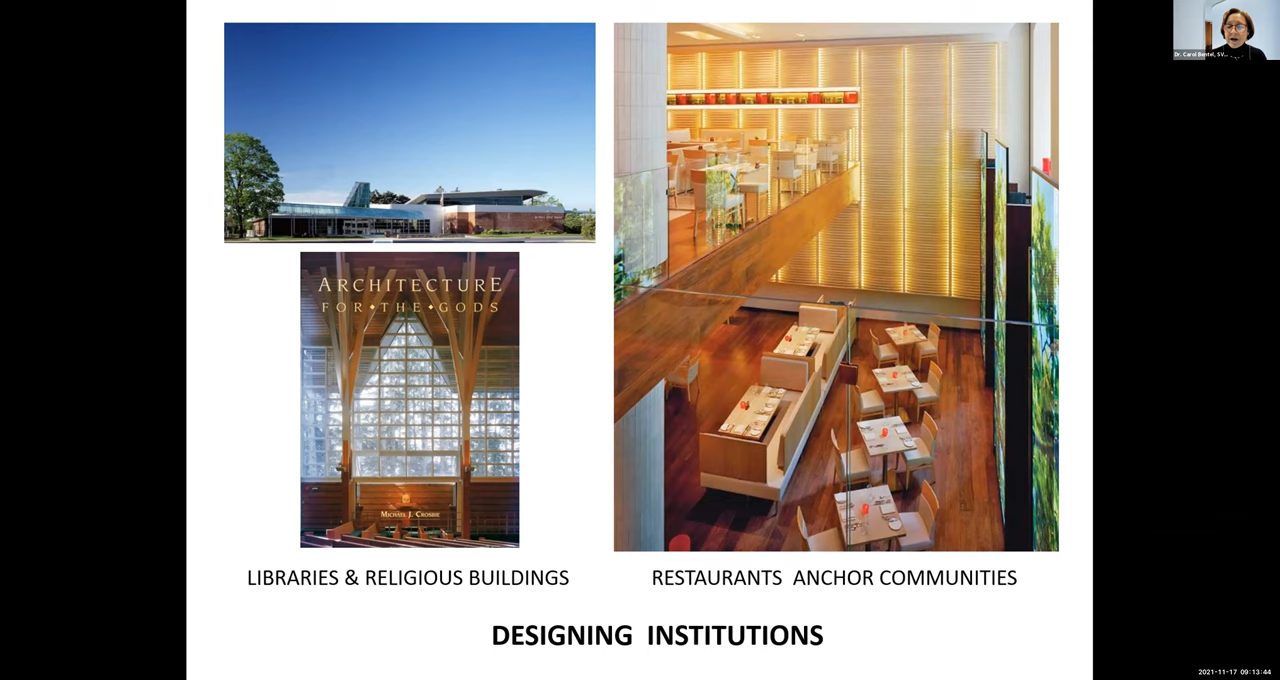 ARCHITECTURE
FOR•THE•GODS
MICHAEL J. CROSBIE
LIBRARIES & RELIGIOUS BUILDINGS
RESTAURANTS ANCHOR COMMUNITIES
DESIGNING INSTITUTIONS
Dr. Carol Bentel, SV...
2021-11-17 09:13:44